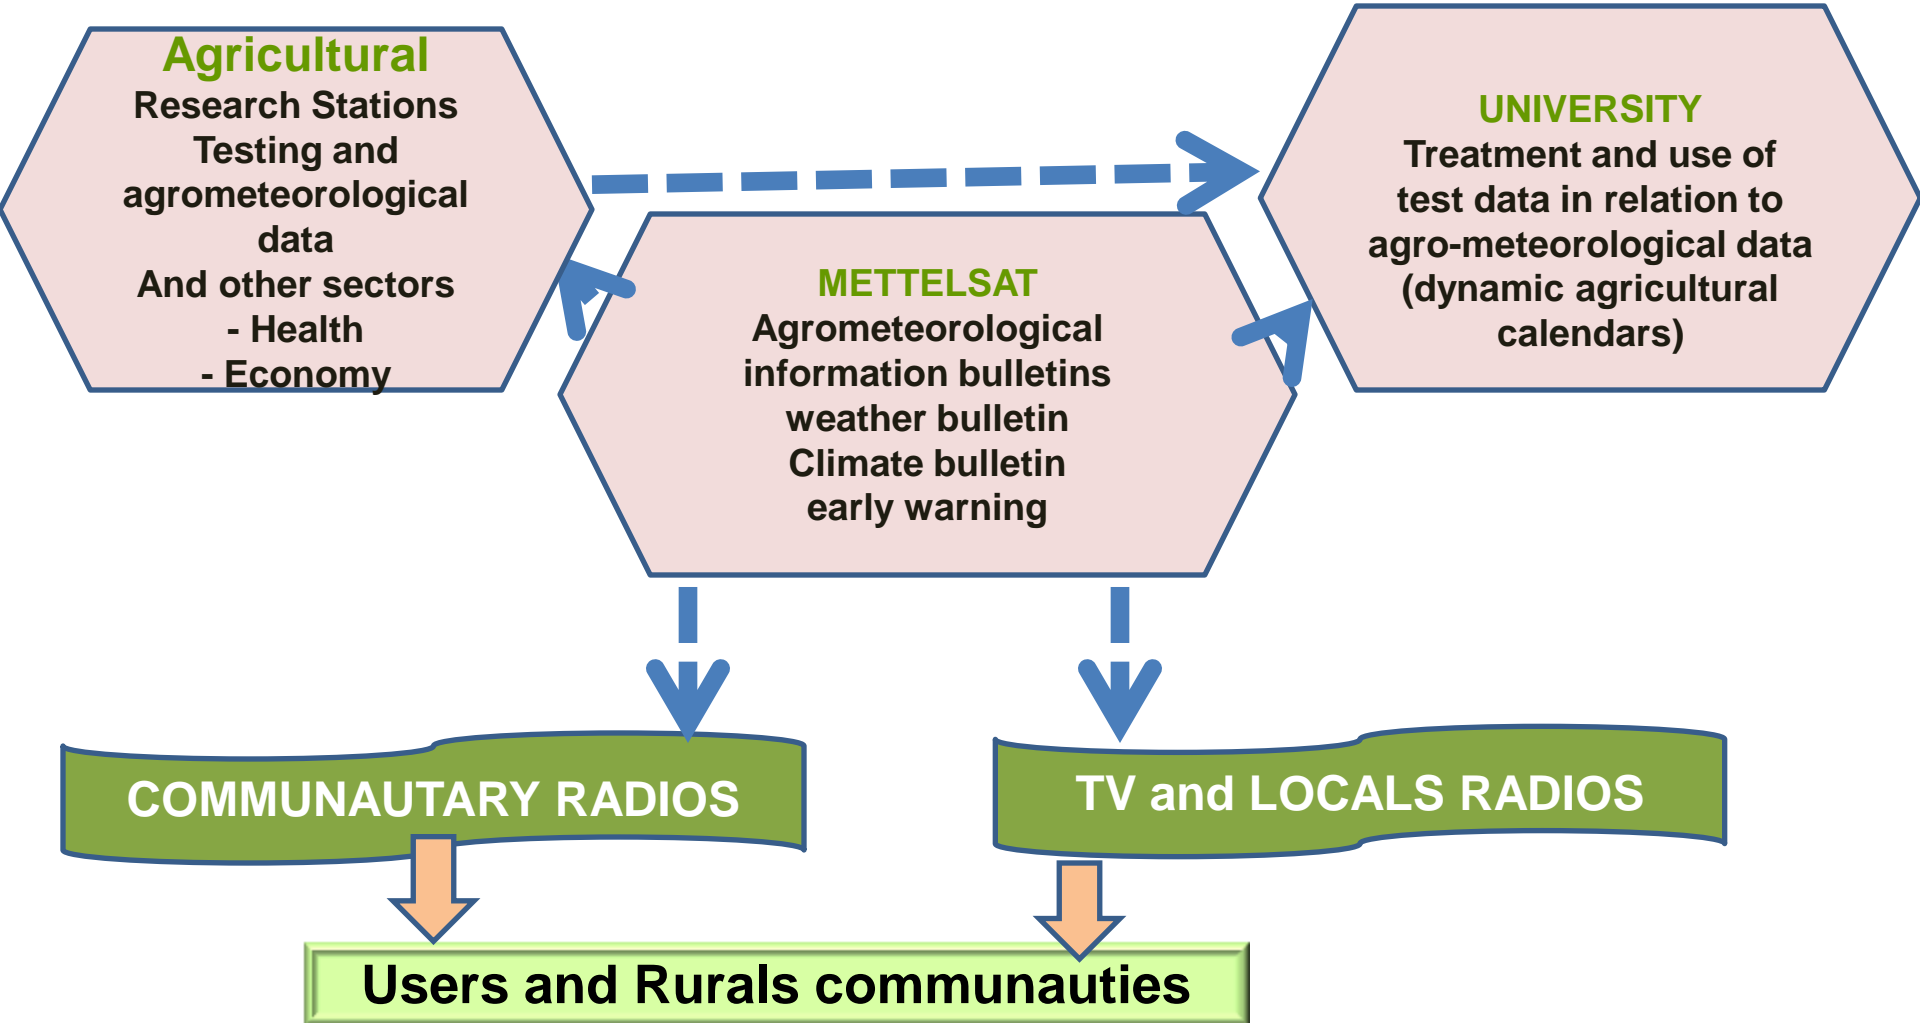 Agricultural
Research Stations
Testing and
agrometeorological
data
And other sectors
- Health
- Economy
UNIVERSITY
Treatment and use of
test data in relation to
agro-meteorological data
(dynamic agricultural
calendars)
METTELSAT
Agrometeorological
information bulletins
weather bulletin
Climate bulletin
early warning
COMMUNAUTARY RADIOS
TV and LOCALS RADIOS
Users and Rurals communauties